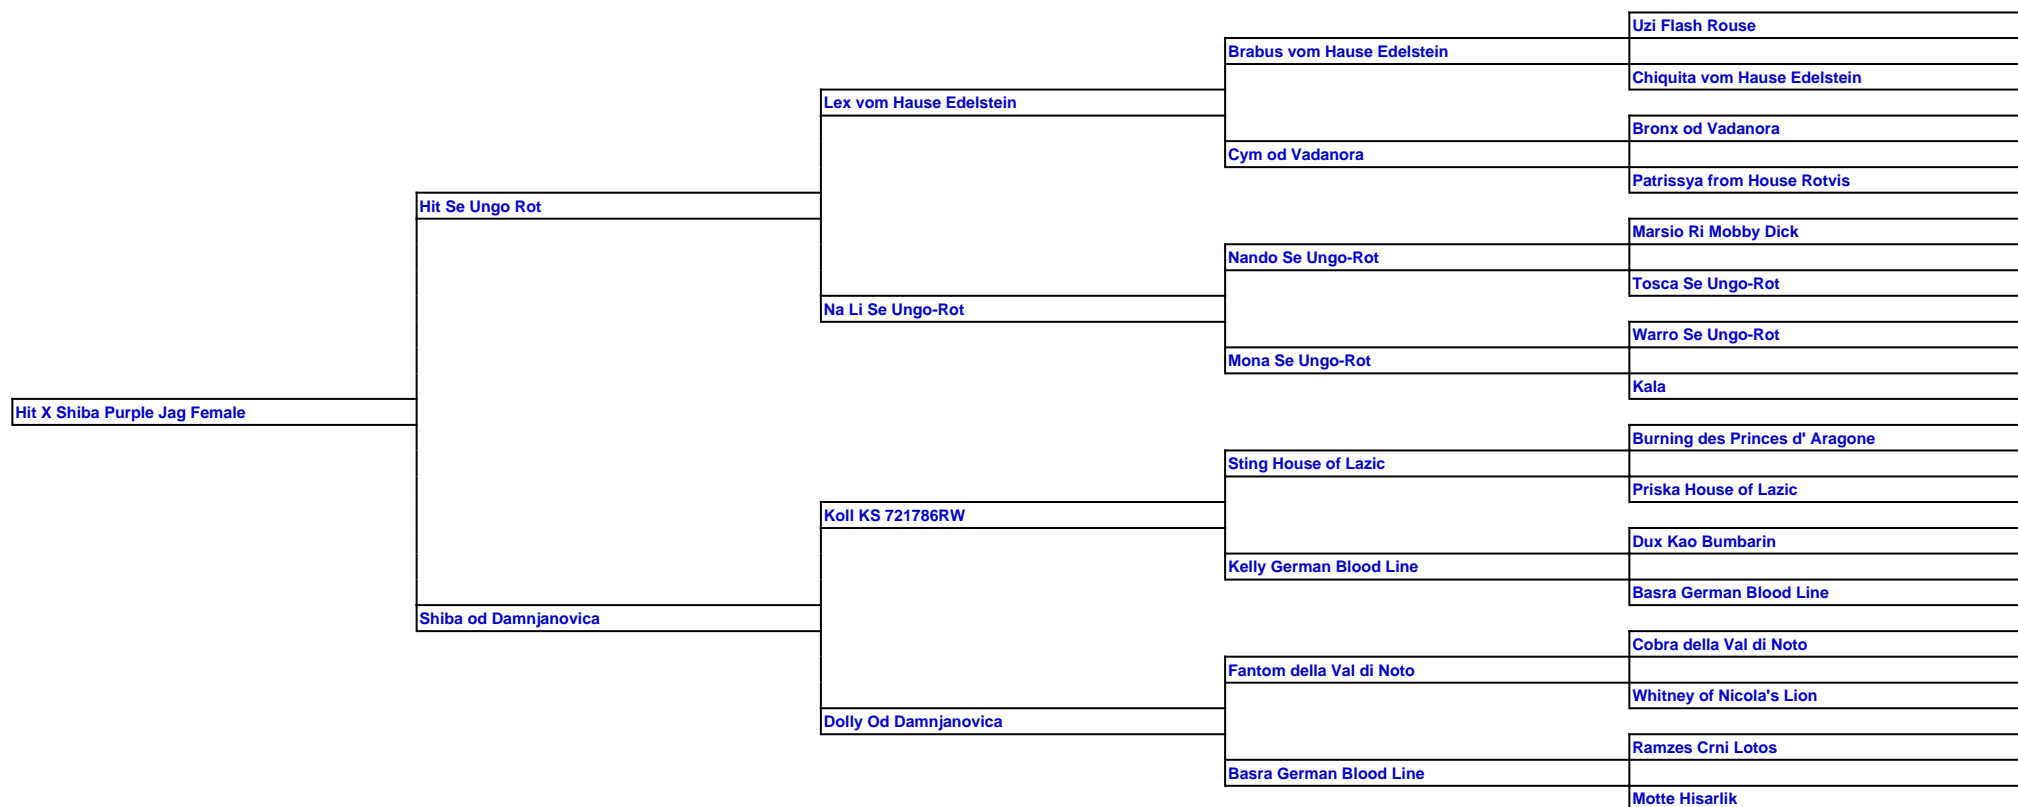 Uzi Flash Rouse
Brabus vom Hause Edelstein
Chiquita vom Hause Edelstein
Lex vom Hause Edelstein
Bronx od Vadanora
Cym od Vadanora
Patrissya from House Rotvis
Hit Se Ungo Rot
Marsio Ri Mobby Dick
Nando Se Ungo-Rot
Tosca Se Ungo-Rot
Na Li Se Ungo-Rot
Warro Se Ungo-Rot
Mona Se Ungo-Rot
Kala
Hit X Shiba Purple Jag Female
Burning des Princes d' Aragone
Sting House of Lazic
Priska House of Lazic
Koll KS 721786RW
Dux Kao Bumbarin
Kelly German Blood Line
Basra German Blood Line
Shiba od Damnjanovica
Cobra della Val di Noto
Fantom della Val di Noto
Whitney of Nicola's Lion
Dolly Od Damnjanovica
Ramzes Crni Lotos
Basra German Blood Line
Motte Hisarlik